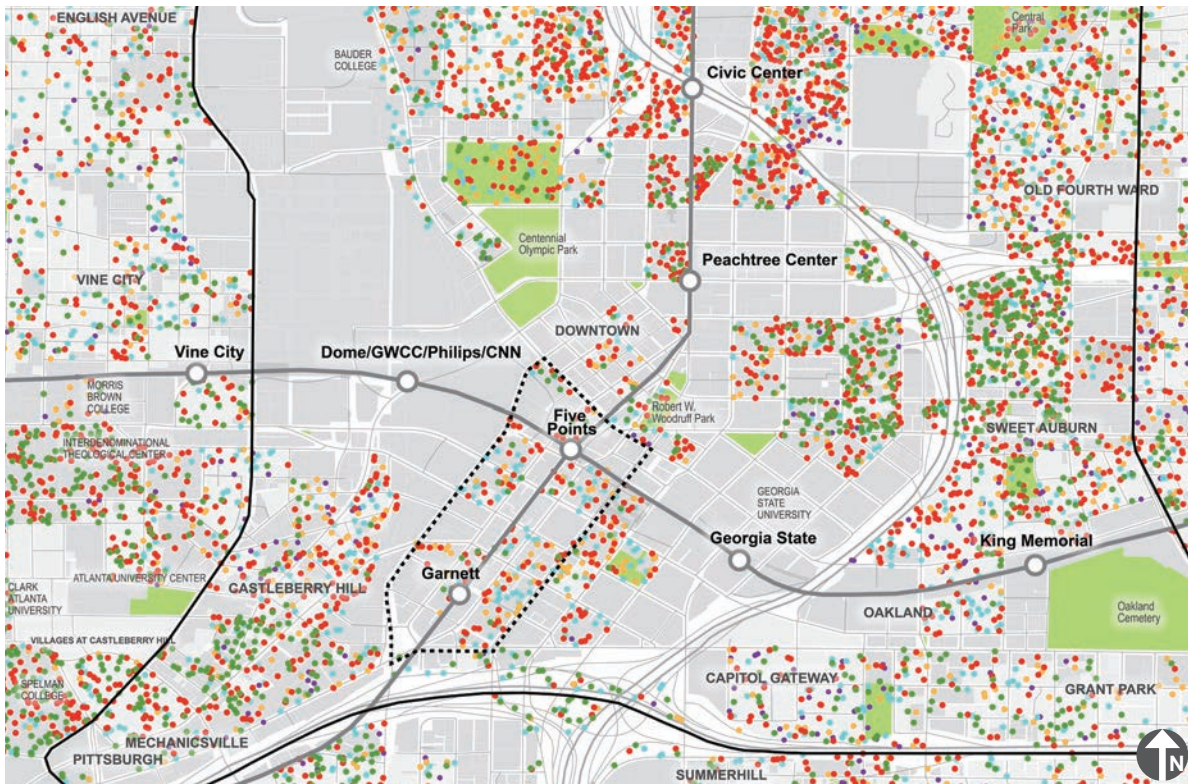 ENGLISH AVENUE
BAUDER
COLLEGE
Central
Park
Civic Center
OLD FOURTH WARD
Centennial
Olympic Park
Peachtree Center
VINE CITY
DOWNTOWN
Vine City
Dome/GWCC/Philips/CNN
MORRIS
BROWN
COLLEGE
Robert W.
Woodruff Park
Five
Points
SWEET AUBURN
INTERDENOMINATIONAL
THEOLOGICAL CENTER
GEORGIA
STATE
UNIVERSITY
Georgia State
King Memorial
Garnett
ATLANTA UNIVERSITY CENTER
CLARK
ATLANTA
UNIVERSITY
CASTLEBERRY HILL
OAKLAND
Oakland
Cemetery
VILLAGES AT CASTLEBERRY HILL
SPELMAN
COLLEGE
CAPITOL GATEWAY
GRANT PARK
MECHANICSVILLE
PITTSBURGH
SUMMERHILL
N